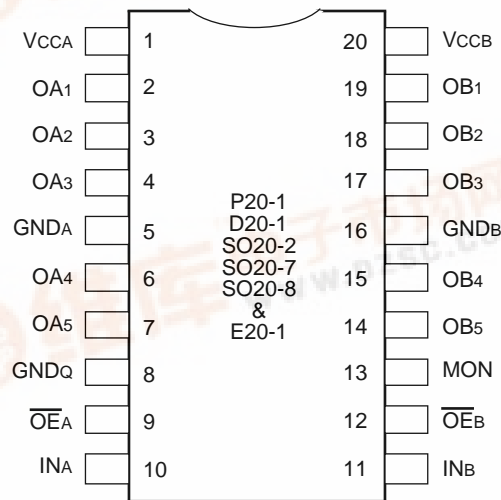 VCCA 1 20 VCCB
OA1 2 19 OB1
OA2 3 18 OB2
OA3 4 17 OB3
GNDA 5 16 GNDB
OA4 6 15 OB4
OA5 7 14 OB5
GNDQ 8 13 MON
OEA 9 12 OEB
INA 10 11 INB
P20-1
D20-1
SO20-2
SO20-7
SO20-8
&
E20-1